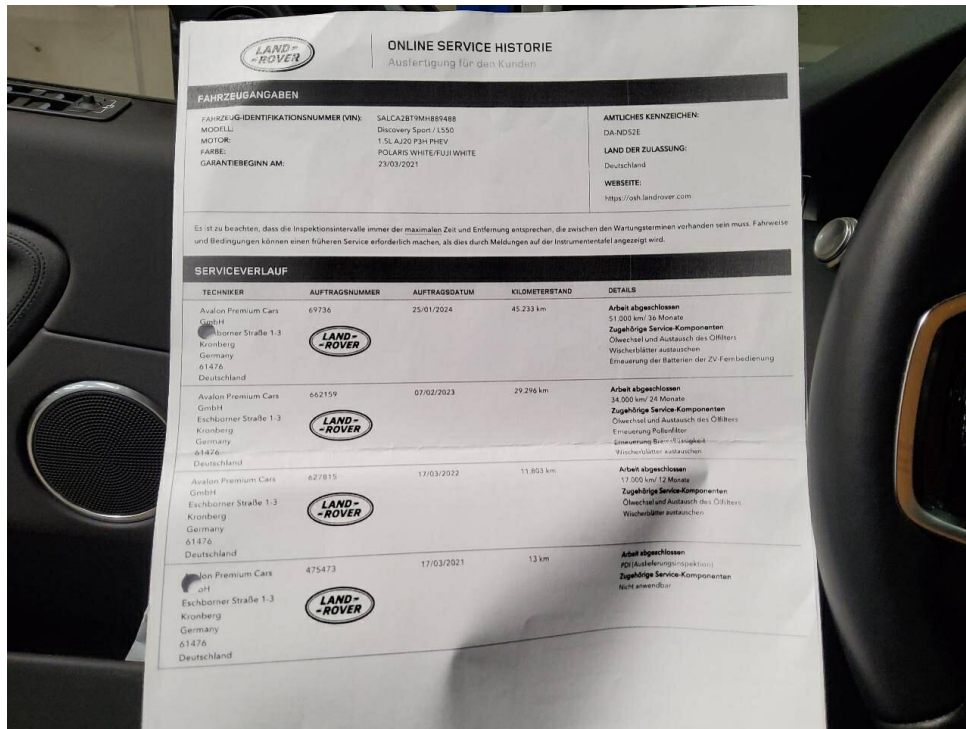 LAND-
-ROVER
ONLINE SERVICE HISTORIE
Ausfertigung für den Kunden
FAHRZEUGANGABEN
FAHRZEUG-IDENTIFIKATIONSNUMMER (VIN): SALCA2BT9MH889488
MODELL: Discovery Sport / L550
MOTOR: 1.5L AJ20 P3H PHEV
FARBE: POLARIS WHITE/FUJI WHITE
GARANTIEBEGINN AM: 23/03/2021
AMTLICHES KENNZEICHEN:
DA-ND52E
LAND DER ZULASSUNG:
Deutschland
WEBSEITE:
https://osh.landrover.com
Es ist zu beachten, dass die Inspektionsintervalle immer der maximalen Zeit und Entfernung entsprechen, die zwischen den Wartungsterminen vorhanden sein muss. Fahrweise
und Bedingungen können einen früheren Service erforderlich machen, als dies durch Meldungen auf der Instrumententafel angezeigt wird.
SERVICEVERLAUF
TECHNIKER AUFTRAGSNUMMER AUFTRAGSDATUM KILOMETERSTAND DETAILS
Avalon Premium Cars
GmbH
borner Straße 1-3
Kronberg
Germany
61476
Deutschland
69736
LAND-
-ROVER
25/01/2024
45.233 km
Arbeit abgeschlossen
51.000 km/ 36 Monate
Zugehörige Service-Komponenten
Ölwechsel und Austausch des Ölfilters
Wischerblätter austauschen
Erneuerung der Batterien der ZV-Fernbedienung
Avalon Premium Cars
GmbH
Eschborner Straße 1-3
Kronberg
Germany
61476
Deutschland
662159
LAND-
-ROVER
07/02/2023
29.296 km
Arbeit abgeschlossen
34.000 km/ 24 Monate
Zugehörige Service-Komponenten
Ölwechsel und Austausch des Ölfilters
Erneuerung Pollenfilter
Erneuerung Bremsflüssigkeit
Wischerblätter austauschen
Avalon Premium Cars
GmbH
Eschborner Straße 1-3
Kronberg
Germany
61476
Deutschland
627815
LAND-
-ROVER
17/03/2022
11.803 km
Arbeit abgeschlossen
17.000 km/ 12 Monate
Zugehörige Service-Komponenten
Ölwechsel und Austausch des Ölfilters
Wischerblätter austauschen
alon Premium Cars
bH
Eschborner Straße 1-3
Kronberg
Germany
61476
Deutschland
475473
LAND-
-ROVER
17/03/2021
13 km
Arbeit abgeschlossen
PDI (Auslieferungsinspektion)
Zugehörige Service-Komponenten
Nicht anwendbar